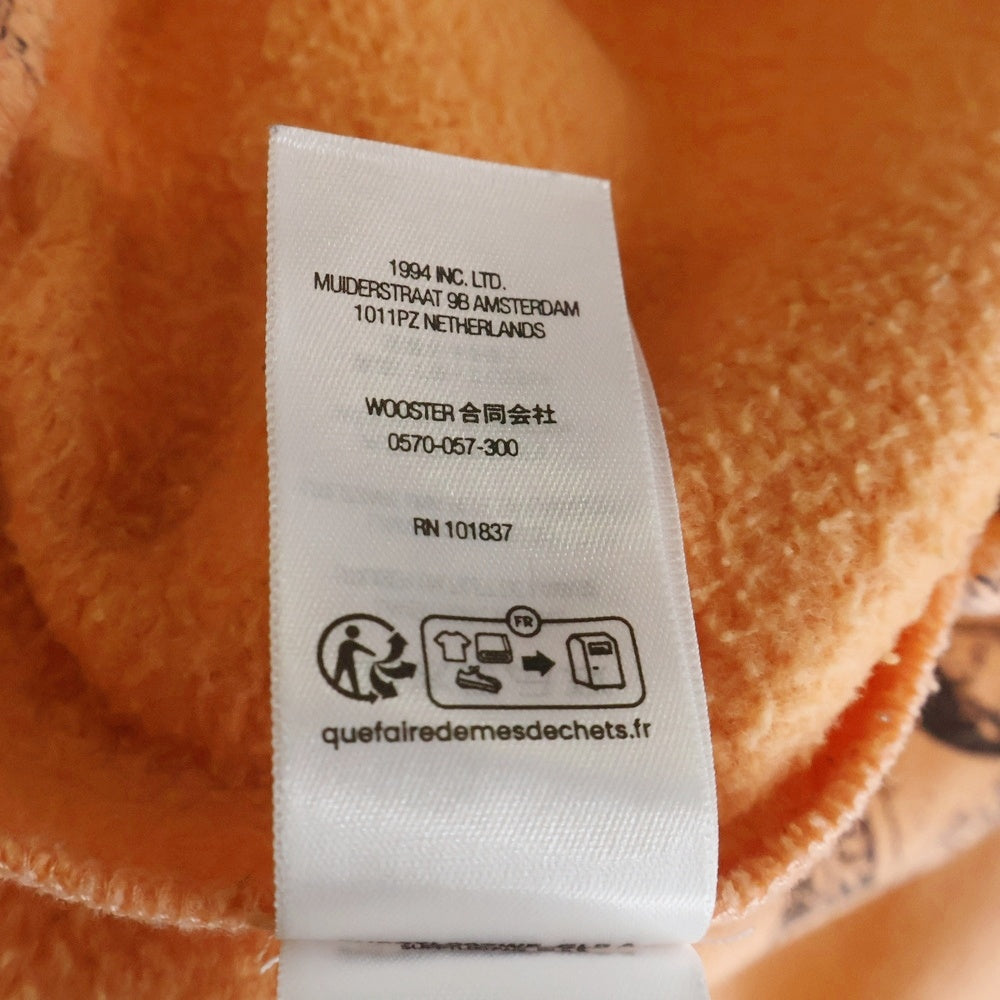 1994 INC. LTD.
MUIDERSTRAAT 9B AMSTERDAM
1011PZ NETHERLANDS
WOOSTER 合同会社
0570-057-300
RN 101837
FR
quefairedemesdechets.fr